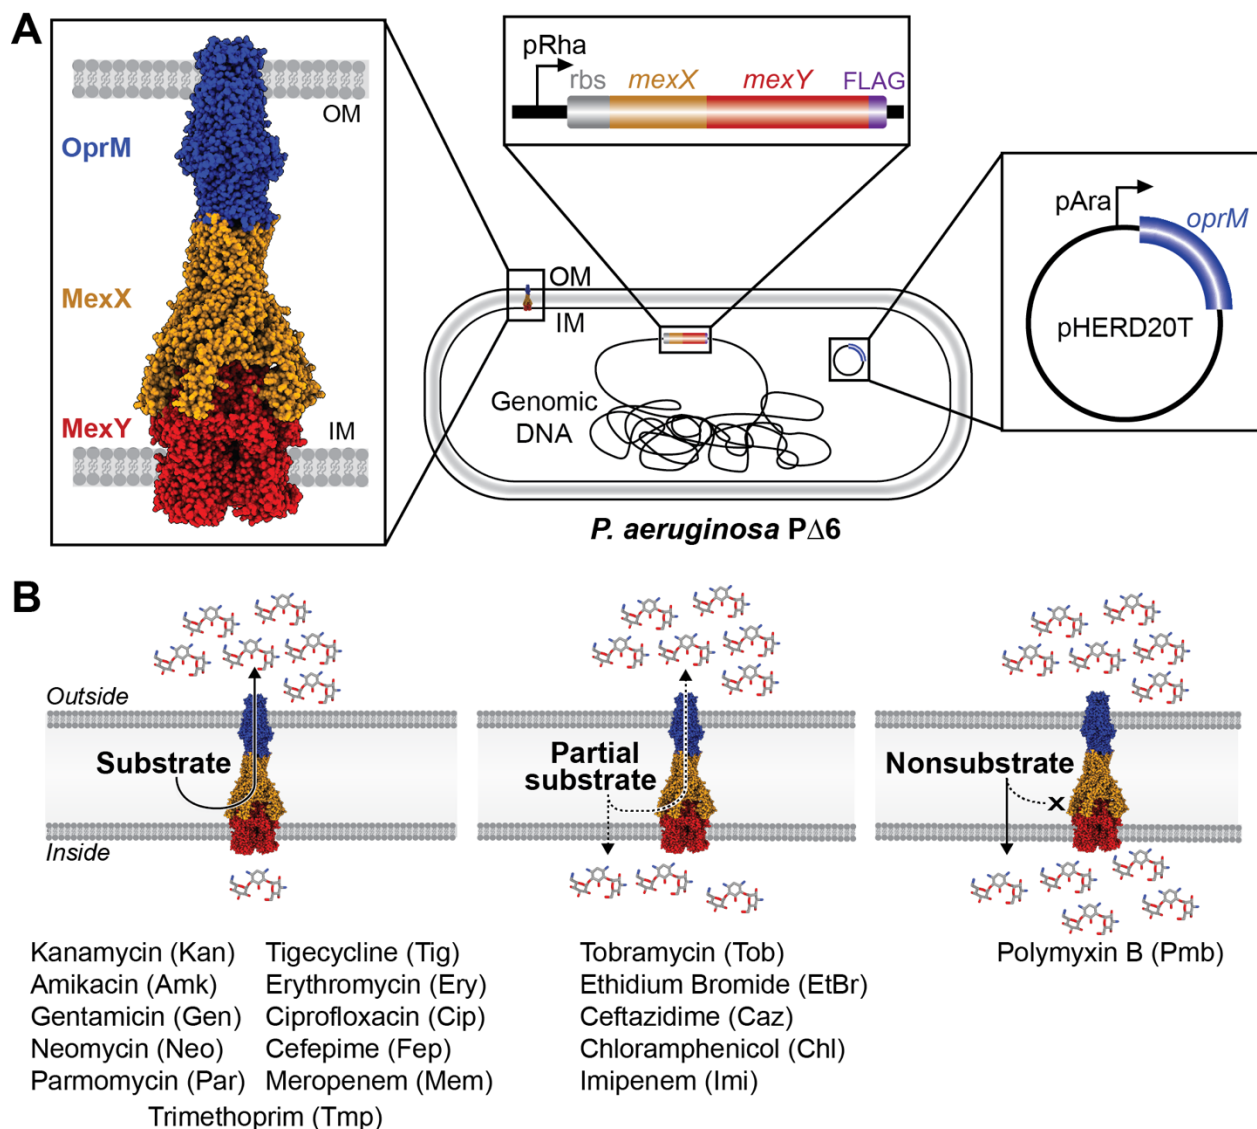 A
OM
OprM
MexX
MexY
IM
pRha
rbs mexX mexY FLAG
OM
IM
Genomic
DNA
P. aeruginosa PΔ6
pAra
oprM
pHERD20T
B
Outside
Substrate
Inside
Partial
substrate
Nonsubstrate
X
Kanamycin (Kan) Tigecycline (Tig)
Amikacin (Amk) Erythromycin (Ery)
Gentamicin (Gen) Ciprofloxacin (Cip)
Neomycin (Neo) Cefepime (Fep)
Parmomycin (Par) Meropenem (Mem)
Trimethoprim (Tmp)
Tobramycin (Tob)
Ethidium Bromide (EtBr)
Ceftazidime (Caz)
Chloramphenicol (Chl)
Imipenem (Imi)
Polymyxin B (Pmb)